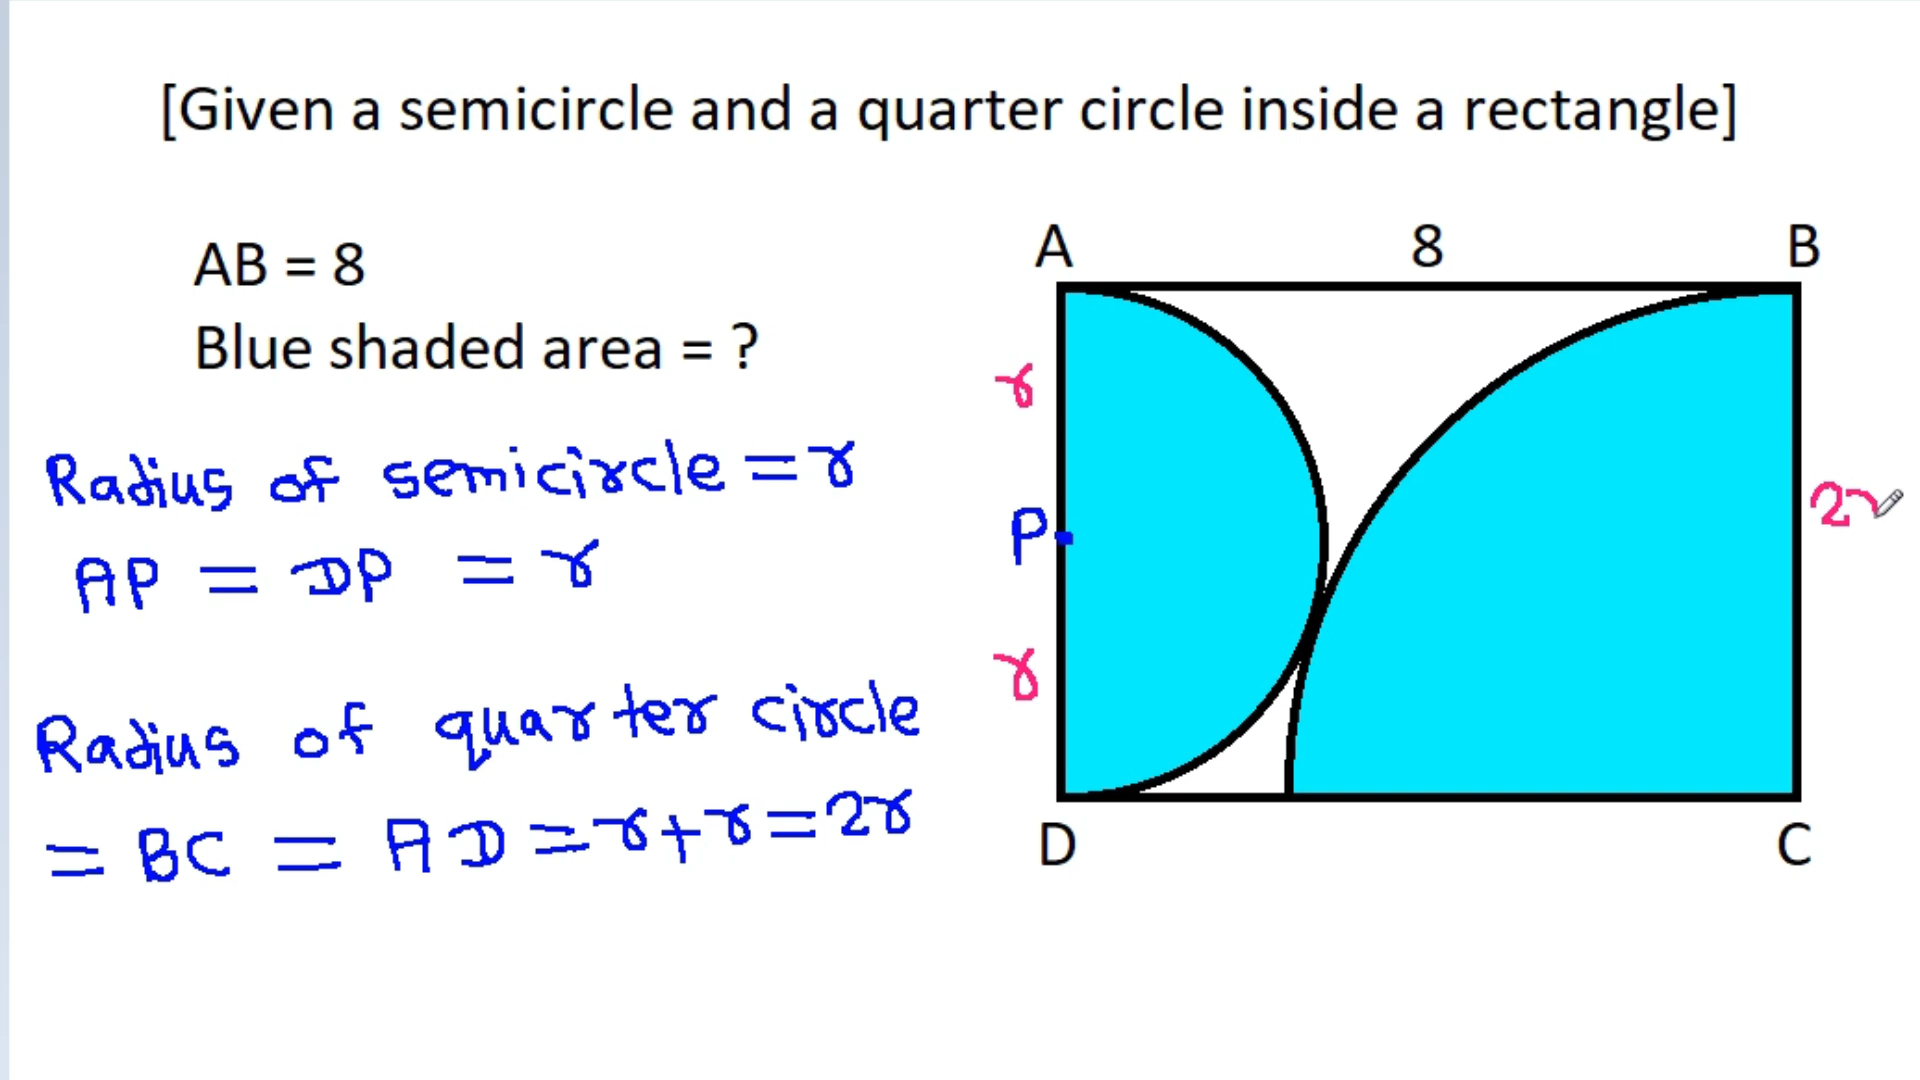 [Given a semicircle and a quarter circle inside a rectangle]
AB = 8
Blue shaded area = ?
Radius of semicircle = r
AP = DP = r
Radius of quarter circle
= BC = AD = r + r = 2r
A 8 B
r
P
2r
r
D C